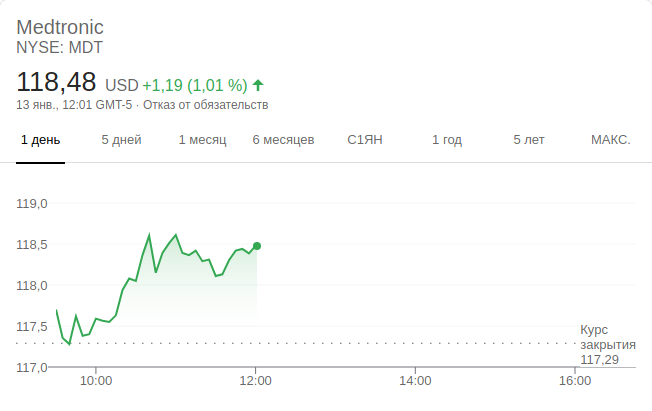 Medtronic
NYSE: MDT
118,48 USD +1,19 (1,01 %)
13 янв., 12:01 GMT-5 · Отказ от обязательств
1 день 5 дней 1 месяц 6 месяцев С1ЯН 1 год 5 лет МАКС.
119,0
118,5
118,0
117,5
Курс
закрытия
117,29
117,0
10:00 12:00 14:00 16:00